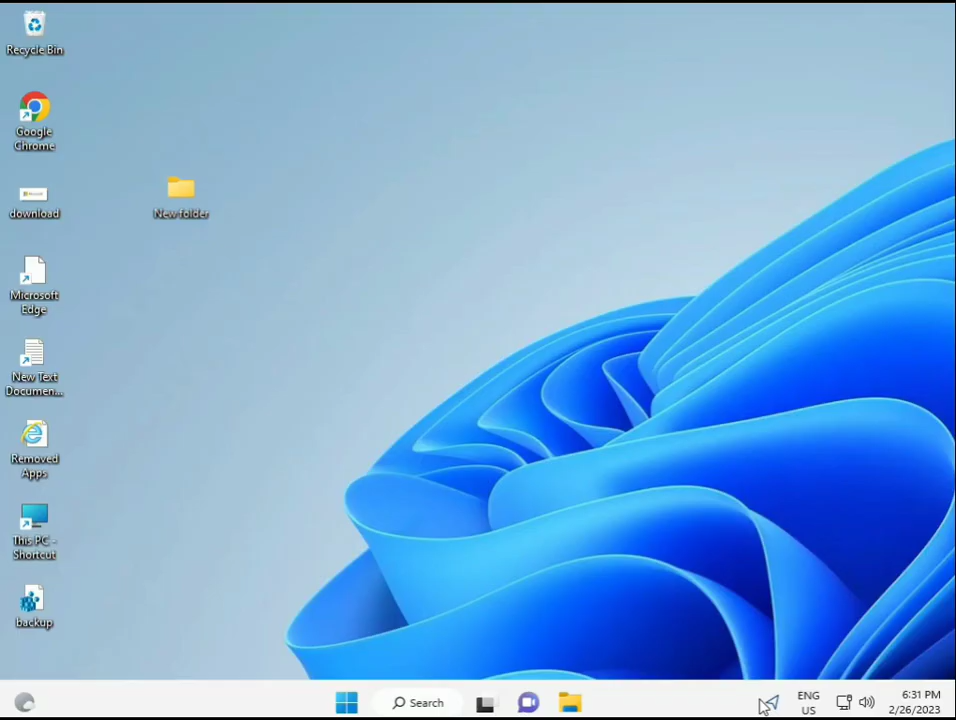 Recycle Bin
Google
Chrome
download
New folder
Microsoft
Edge
New Text
Documen...
Removed
Apps
This PC -
Shortcut
backup
Search
ENG
US
6:31 PM
2/26/2023